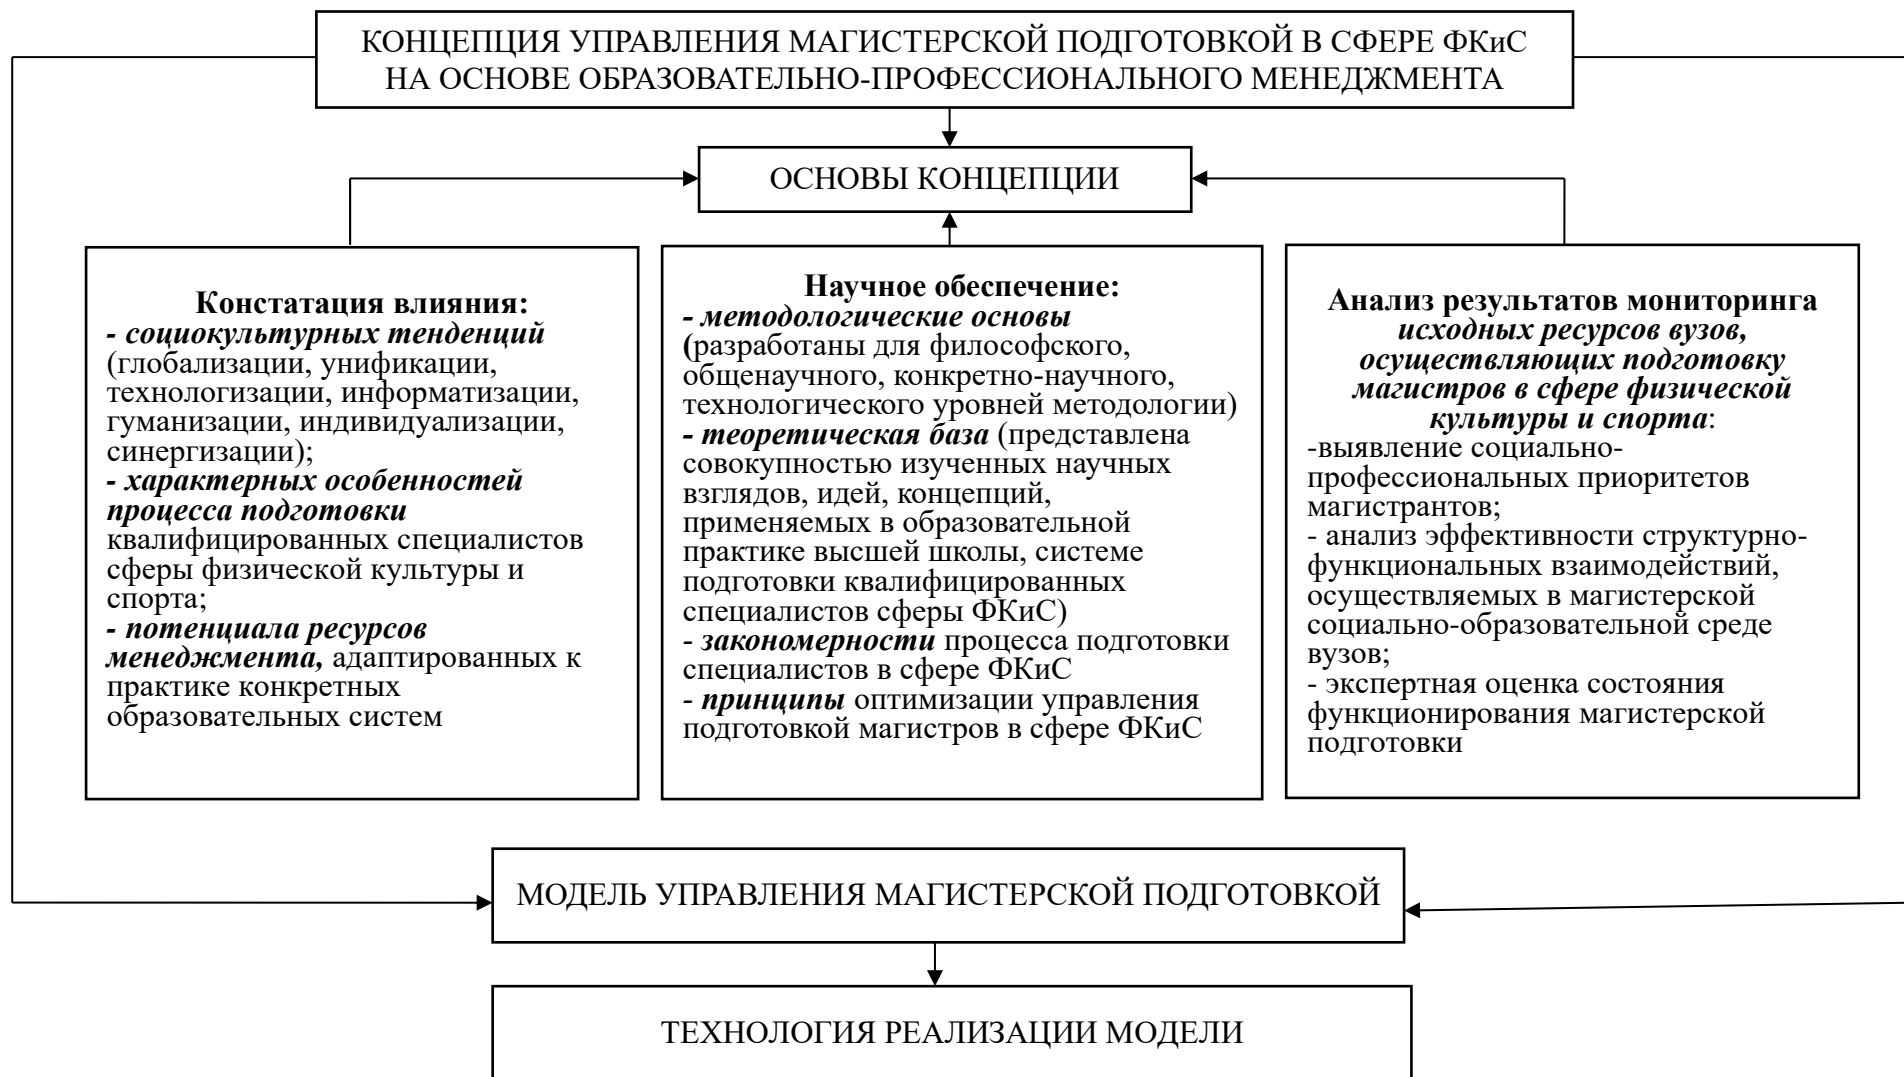 КОНЦЕПЦИЯ УПРАВЛЕНИЯ МАГИСТЕРСКОЙ ПОДГОТОВКОЙ В СФЕРЕ ФКиС
НА ОСНОВЕ ОБРАЗОВАТЕЛЬНО-ПРОФЕССИОНАЛЬНОГО МЕНЕДЖМЕНТА
ОСНОВЫ КОНЦЕПЦИИ
Констатация влияния:
- социокультурных тенденций
(глобализации, унификации,
технологизации, информатизации,
гуманизации, индивидуализации,
синергизации);
- характерных особенностей
процесса подготовки
квалифицированных специалистов
сферы физической культуры и
спорта;
- потенциала ресурсов
менеджмента, адаптированных к
практике конкретных
образовательных систем
Научное обеспечение:
- методологические основы
(разработаны для философского,
общенаучного, конкретно-научного,
технологического уровней методологии)
- теоретическая база (представлена
совокупностью изученных научных
взглядов, идей, концепций,
применяемых в образовательной
практике высшей школы, системе
подготовки квалифицированных
специалистов сферы ФКиС)
- закономерности процесса подготовки
специалистов в сфере ФКиС
- принципы оптимизации управления
подготовкой магистров в сфере ФКиС
Анализ результатов мониторинга
исходных ресурсов вузов,
осуществляющих подготовку
магистров в сфере физической
культуры и спорта:
-выявление социально-
профессиональных приоритетов
магистрантов;
- анализ эффективности структурно-
функциональных взаимодействий,
осуществляемых в магистерской
социально-образовательной среде
вузов;
- экспертная оценка состояния
функционирования магистерской
подготовки
МОДЕЛЬ УПРАВЛЕНИЯ МАГИСТЕРСКОЙ ПОДГОТОВКОЙ
ТЕХНОЛОГИЯ РЕАЛИЗАЦИИ МОДЕЛИ